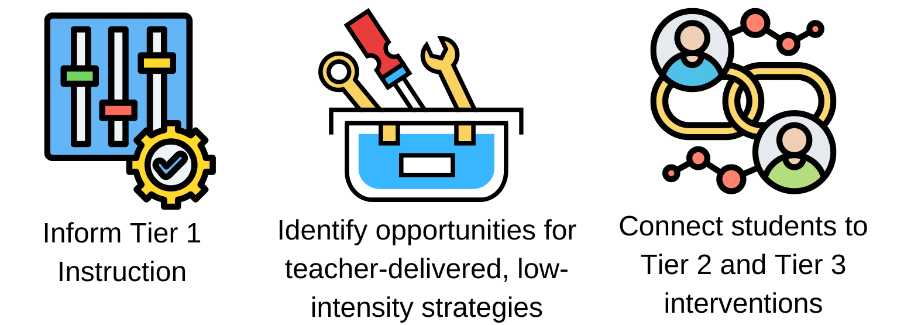 Inform Tier 1
Instruction
Identify opportunities for
teacher-delivered, low-
intensity strategies
Connect students to
Tier 2 and Tier 3
interventions